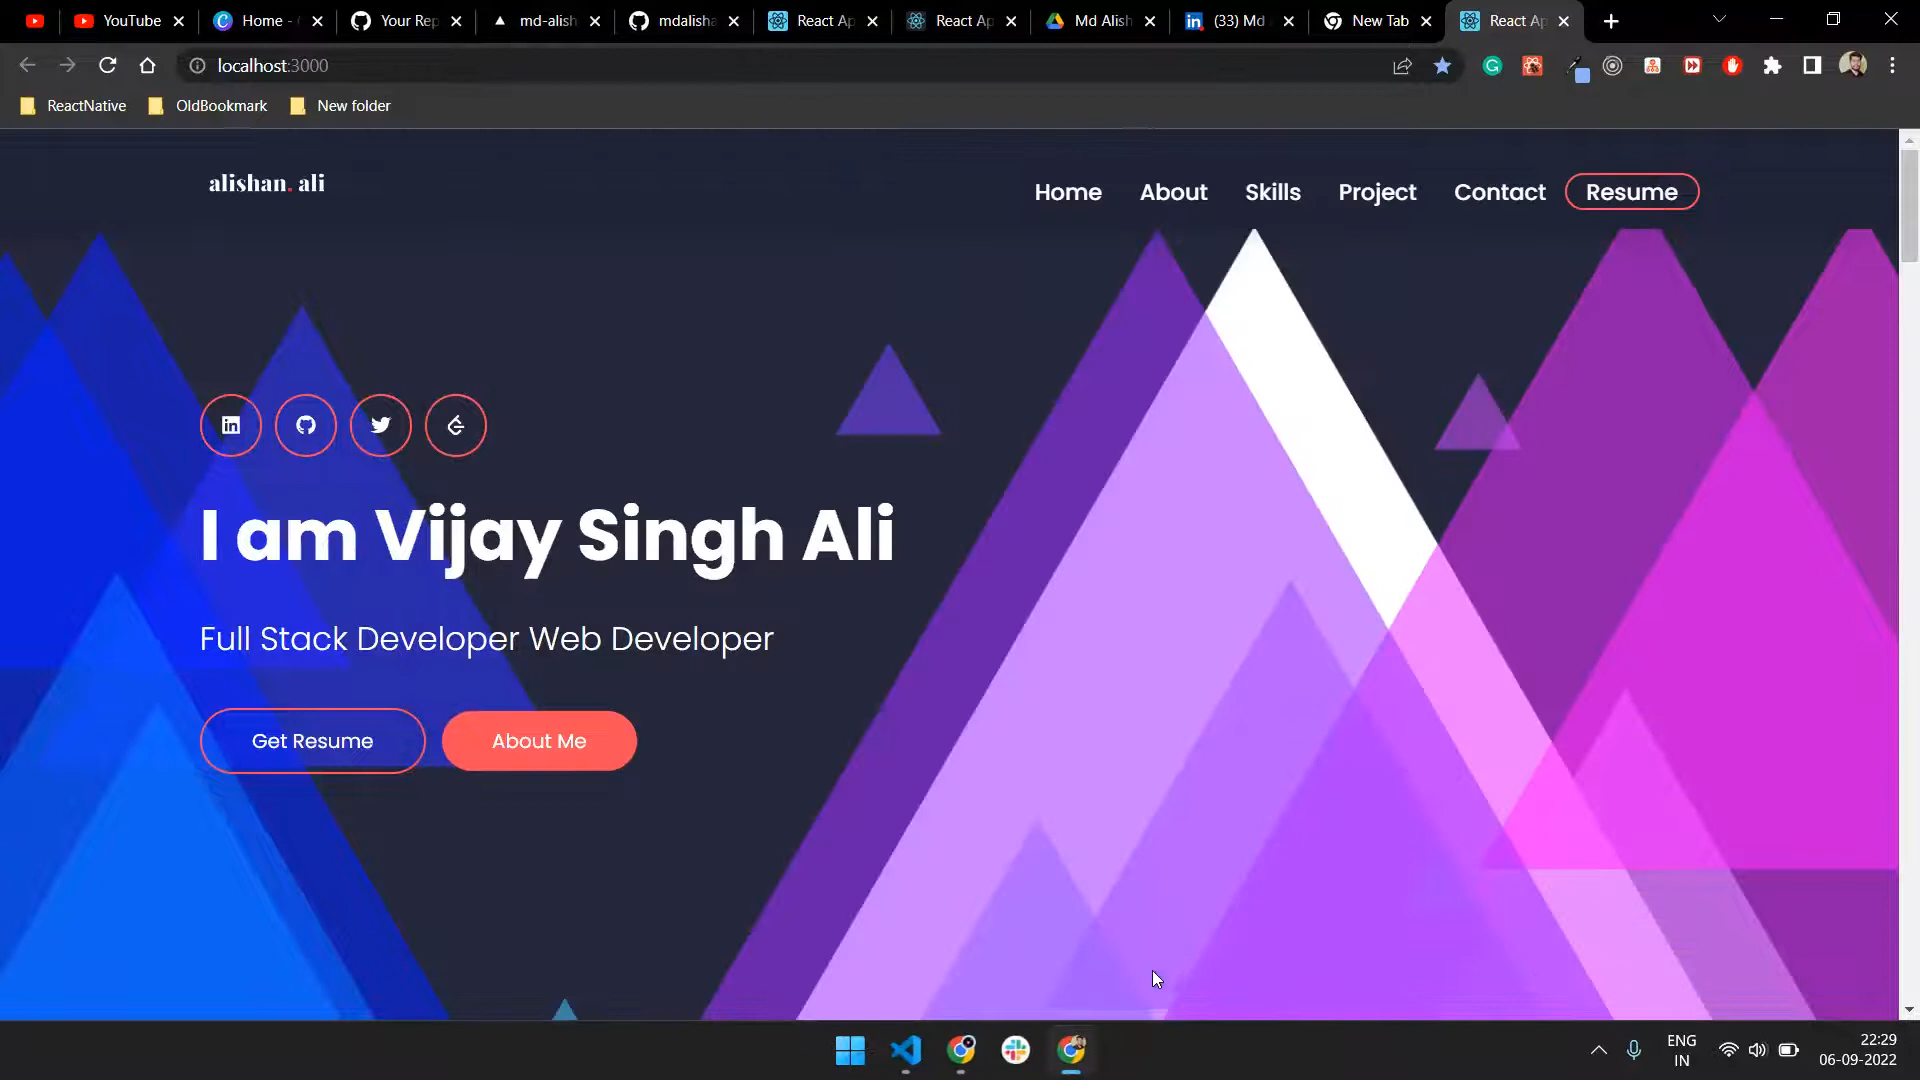 YouTube
Home - (
Your Rep
md-alish
mdalisha
React Ap
React Ap
Md Alish
(33) Md
New Tab
React Ap
localhost:3000
ReactNative
OldBookmark
New folder
alishan. ali
Home
About
Skills
Project
Contact
Resume
I am Vijay Singh Ali
Full Stack Developer Web Developer
Get Resume
About Me
ENG
IN
22:29
06-09-2022